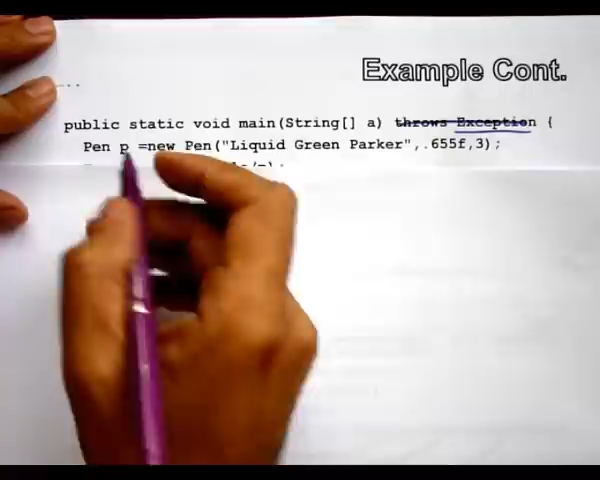 Example Cont.
...
public static void main(String[] a) throws Exception {
Pen p =new Pen("Liquid Green Parker",.655f,3);